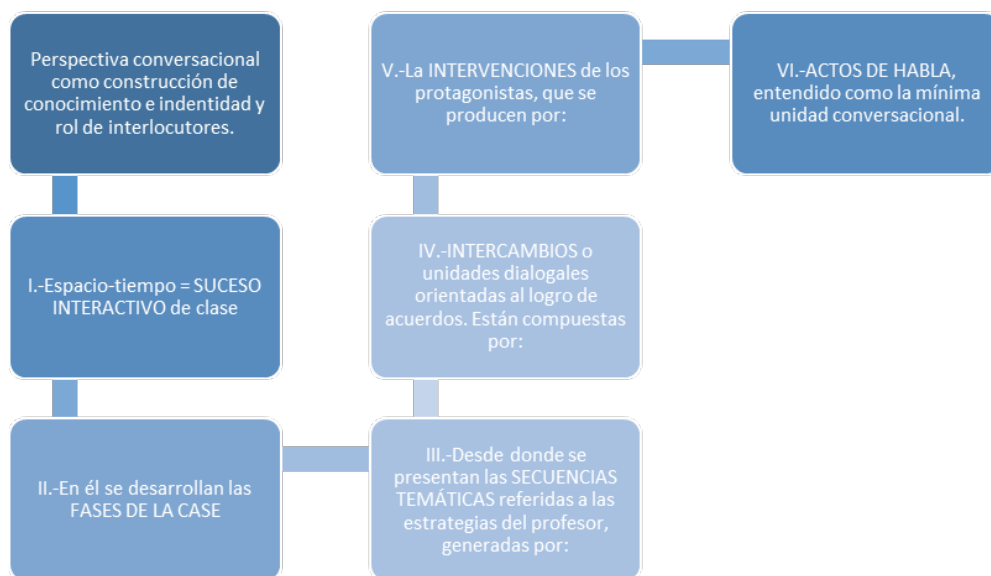 Perspectiva conversacional
como construcción de
conocimiento e indentidad y
rol de interlocutores.
I.-Espacio-tiempo = SUCESO
INTERACTIVO de clase
II.-En él se desarrollan las
FASES DE LA CASE
III.-Desde donde se
presentan las SECUENCIAS
TEMÁTICAS referidas a las
estrategias del profesor,
generadas por:
IV.-INTERCAMBIOS o
unidades dialogales
orientadas al logro de
acuerdos. Están compuestas
por:
V.-La INTERVENCIONES de los
protagonistas, que se
producen por:
VI.-ACTOS DE HABLA,
entendido como la mínima
unidad conversacional.